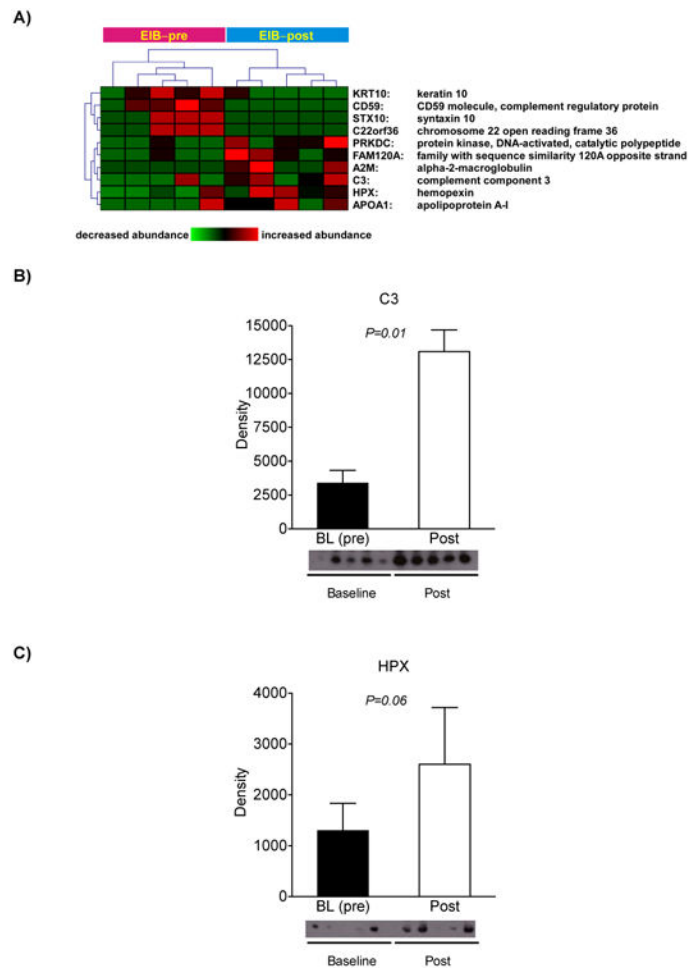 A)
EIB–pre EIB–post
KRT10: keratin 10
CD59: CD59 molecule, complement regulatory protein
STX10: syntaxin 10
C22orf36 chromosome 22 open reading frame 36
PRKDC: protein kinase, DNA-activated, catalytic polypeptide
FAM120A: family with sequence similarity 120A opposite strand
A2M: alpha-2-macroglobulin
C3: complement component 3
HPX: hemopexin
APOA1: apolipoprotein A-I
decreased abundance increased abundance
B)
C3
P=0.01
15000
12500
10000
7500
5000
2500
0
Density
BL (pre) Post
Baseline Post
C)
HPX
P=0.06
4000
3000
2000
1000
0
Density
BL (pre) Post
Baseline Post